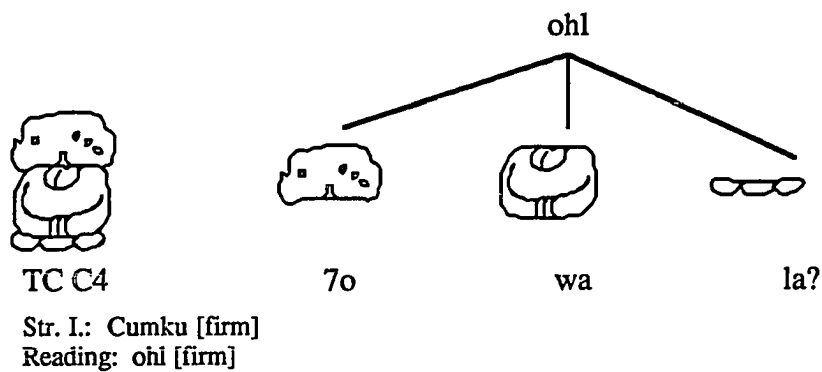 ohl
TC C4 7o wa la?
Str. I.: Cumku [firm]
Reading: ohl [firm]